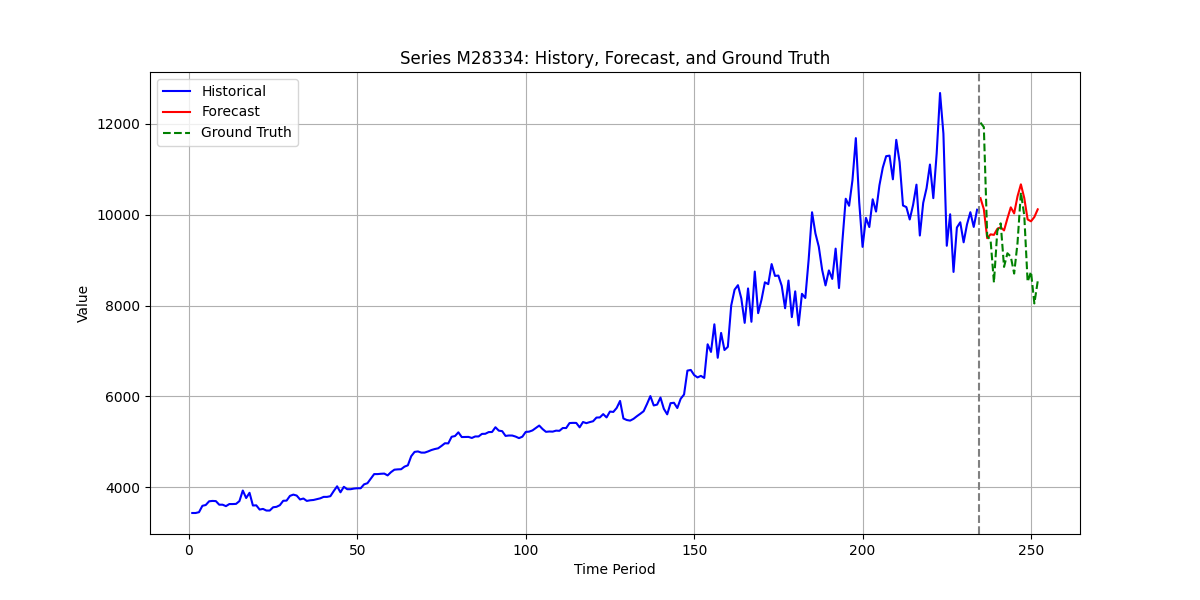 Series M28334: History, Forecast, and Ground Truth
Historical
Forecast
Ground Truth
12000
10000
8000
6000
4000
Value
0 50 100 150 200 250
Time Period